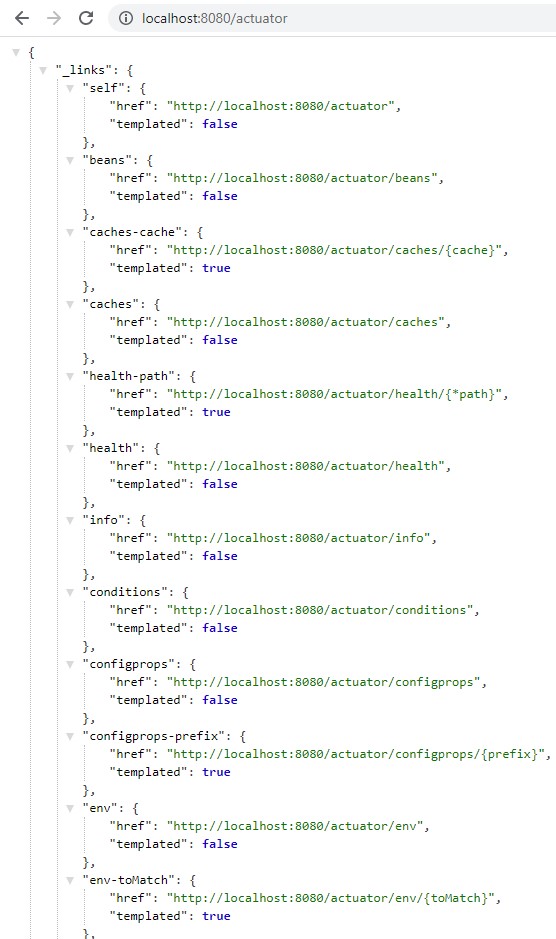 localhost:8080/actuator
{
"_links": {
"self": {
"href": "http://localhost:8080/actuator",
"templated": false
},
"beans": {
"href": "http://localhost:8080/actuator/beans",
"templated": false
},
"caches-cache": {
"href": "http://localhost:8080/actuator/caches/{cache}",
"templated": true
},
"caches": {
"href": "http://localhost:8080/actuator/caches",
"templated": false
},
"health-path": {
"href": "http://localhost:8080/actuator/health/{*path}",
"templated": true
},
"health": {
"href": "http://localhost:8080/actuator/health",
"templated": false
},
"info": {
"href": "http://localhost:8080/actuator/info",
"templated": false
},
"conditions": {
"href": "http://localhost:8080/actuator/conditions",
"templated": false
},
"configprops": {
"href": "http://localhost:8080/actuator/configprops",
"templated": false
},
"configprops-prefix": {
"href": "http://localhost:8080/actuator/configprops/{prefix}",
"templated": true
},
"env": {
"href": "http://localhost:8080/actuator/env",
"templated": false
},
"env-toMatch": {
"href": "http://localhost:8080/actuator/env/{toMatch}",
"templated": true
},